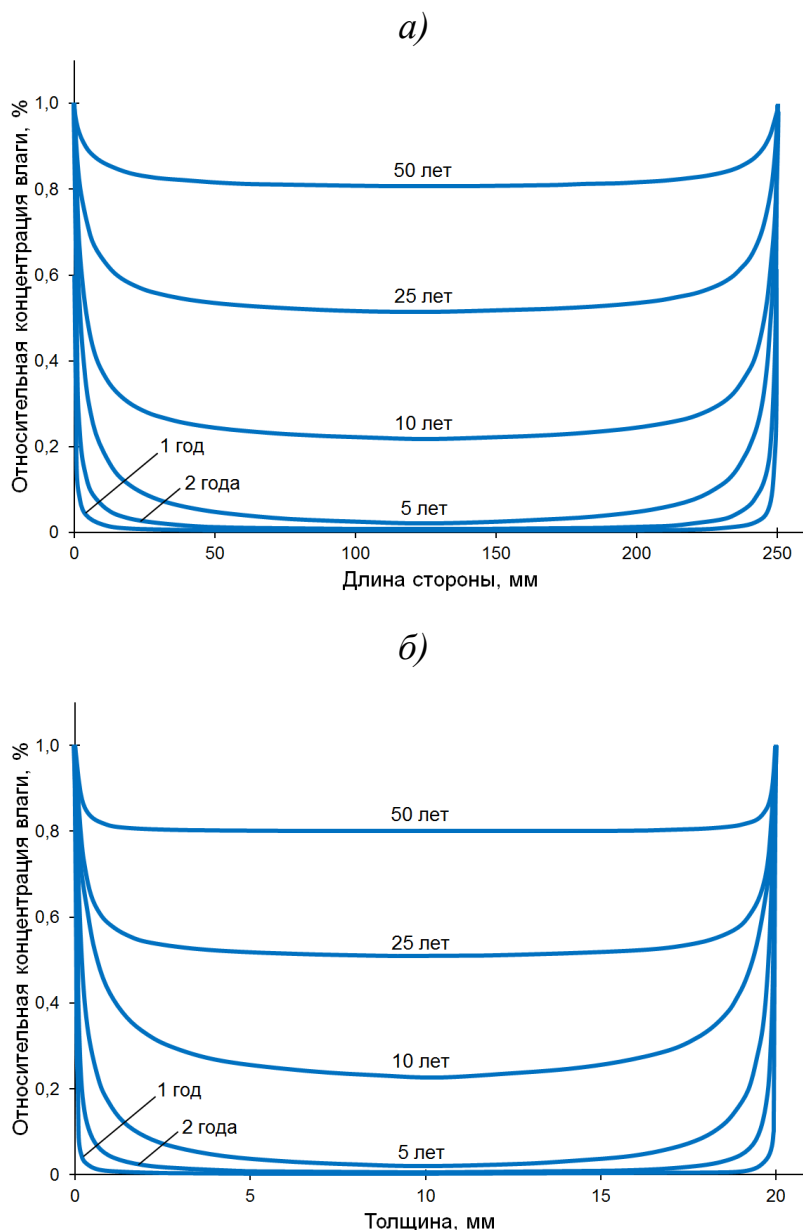 а)
Относительная концентрация влаги, %
1,0
0,8
0,6
0,4
0,2
0
50 лет
25 лет
10 лет
1 год
2 года
5 лет
0
50
100
150
200
250
Длина стороны, мм
б)
Относительная концентрация влаги, %
1,0
0,8
0,6
0,4
0,2
0
50 лет
25 лет
10 лет
1 год
2 года
5 лет
0
5
10
15
20
Толщина, мм